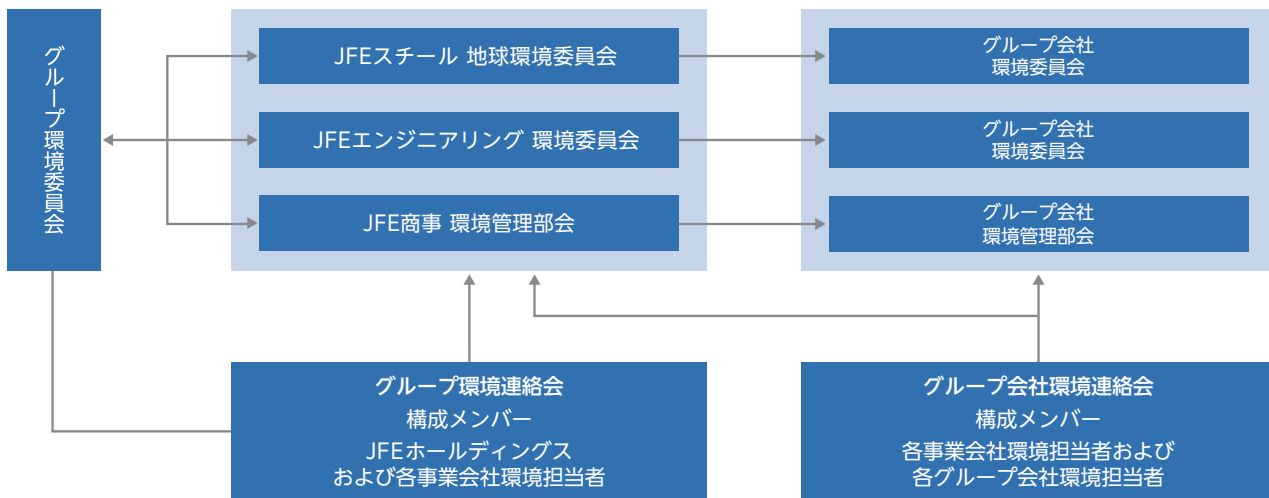 グループ環境委員会
JFEスチール 地球環境委員会
JFEエンジニアリング 環境委員会
JFE商事 環境管理部会
グループ会社
環境委員会
グループ会社
環境委員会
グループ会社
環境管理部会
グループ環境連絡会
構成メンバー
JFEホールディングス
および各事業会社環境担当者
グループ会社環境連絡会
構成メンバー
各事業会社環境担当者および
各グループ会社環境担当者